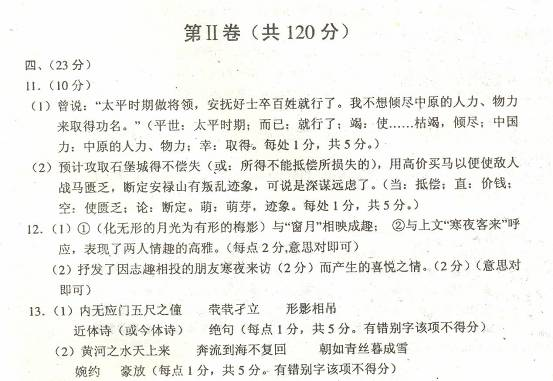 第Ⅱ卷（共 120 分）
四、（23 分）
11.（10 分）
（1）曾说：“太平时期做将领，安抚好士卒百姓就行了。我不想倾尽中原的人力、物力
来取得功名。”（平世：太平时期；而已：就行了；竭：使……枯竭，倾尽；中国
力：中原的人力、物力；幸：取得。每处 1 分，共 5 分。）
（2）预计攻取石堡城得不偿失（或：所得不能抵偿所损失的），用高价买马以便使敌人
战马匮乏，断定安禄山有叛乱迹象，可说是深谋远虑了。（当：抵偿；直：价钱；
空：使匮乏；论：断定。萌：萌芽，迹象。每处 1 分，共 5 分。）
12.（1）①（化无形的月光为有形的梅影）与“窗月”相映成趣； ②与上文“寒夜客来”呼
应，表现了两人情趣的高雅。（每点 2 分,意思对即可）
（2）抒发了因志趣相投的朋友寒夜来访（2 分）而产生的喜悦之情。（2 分）（意思对
即可）
13.（1）内无应门五尺之僮 茕茕孑立 形影相吊
近体诗（或今体诗） 绝句（每点 1 分，共 5 分。有错别字该项不得分）
（2）黄河之水天上来 奔流到海不复回 朝如青丝暮成雪
婉约 豪放（每点 1 分，共 5 分。有错别字该项不得分）